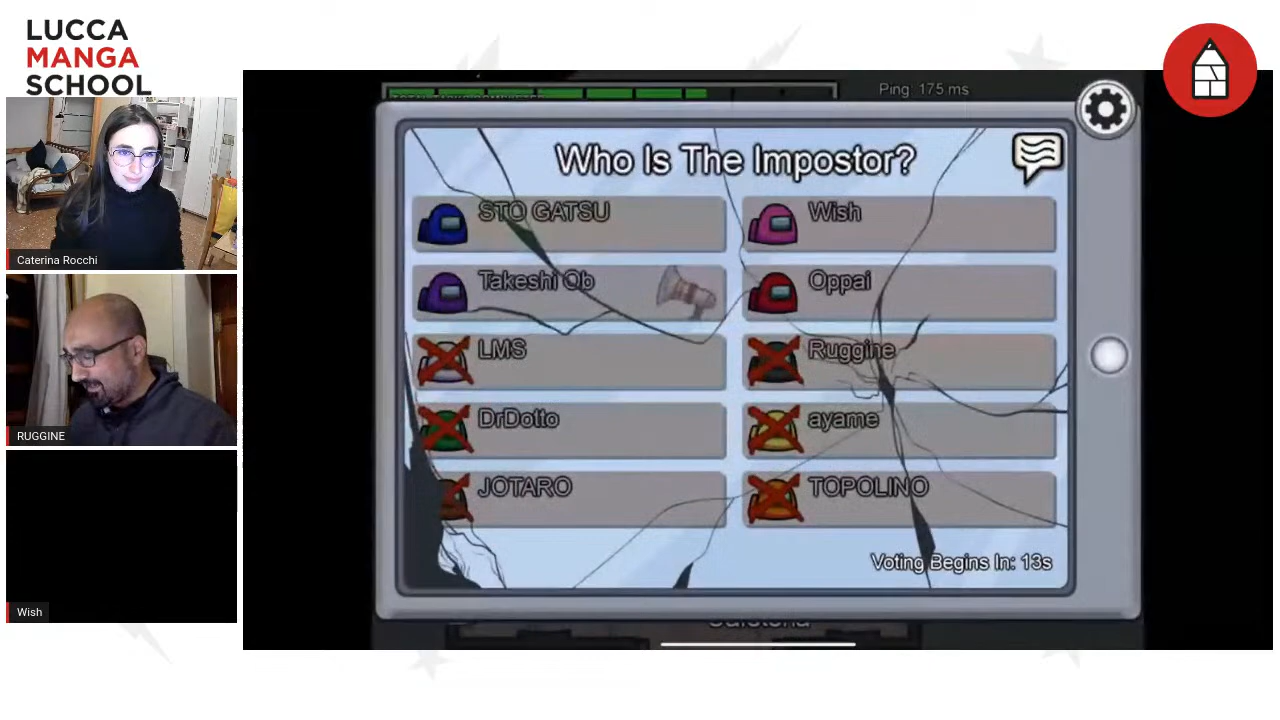 LUCCA
MANGA
SCHOOL
Caterina Rocchi
RUGGINE
Wish
Ping: 175 ms
Who Is The Impostor?
STO GATSU
Wish
Takeshi Ob
Oppai
LMS
Ruggine
DrDotto
ayame
JOTARO
TOPOLINO
Voting Begins In: 13s